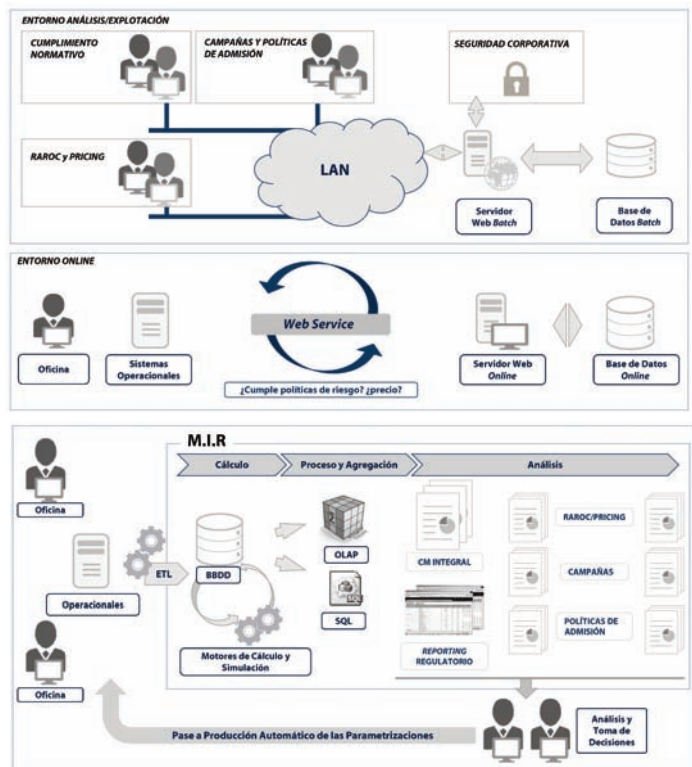 ENTORNO ANÁLISIS/EXPLOTACIÓN
CUMPLIMIENTO
NORMATIVO
CAMPAÑAS Y POLÍTICAS
DE ADMISIÓN
SEGURIDAD CORPORATIVA
RAROC y PRICING
LAN
Servidor
Web Batch
Base de
Datos Batch
ENTORNO ONLINE
Web Service
Oficina
Sistemas
Operacionales
¿Cumple políticas de riesgo? ¿precio?
Servidor Web
Online
Base de Datos
Online
M.I.R
Cálculo
Proceso y Agregación
Análisis
Oficina
Operacionales
ETL
BBDD
OLAP
SQL
SQL
Motores de Cálculo y
Simulación
CM INTEGRAL
REPORTING
REGULATORIO
RAROC/PRICING
CAMPAÑAS
POLÍTICAS DE
ADMISIÓN
Oficina
Pase a Producción Automático de las Parametrizaciones
Análisis y
Toma de
Decisiones